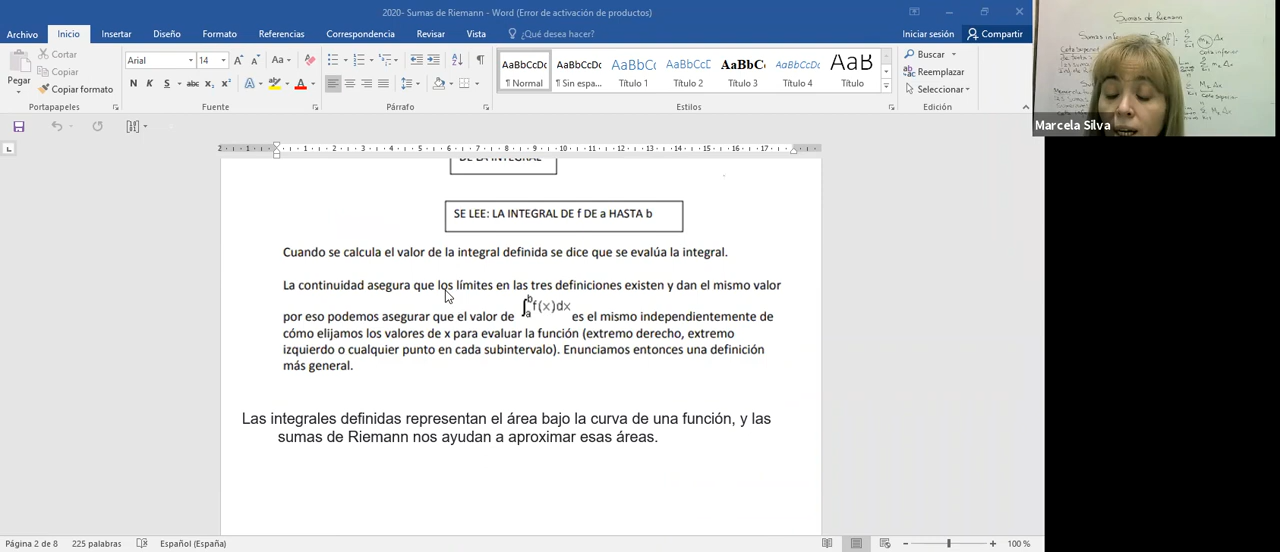 2020- Sumas de Riemann - Word (Error de activación de productos)
Archivo Inicio Insertar Diseño Formato Referencias Correspondencia Revisar Vista ¿Qué desea hacer? Iniciar sesión Compartir
Pegar
Cortar
Copiar
Copiar formato
Portapapeles
Arial 14
Fuente
Párrafo
AaBbCcDc AaBbCcDc AaBbCc AaBbCcD AaBbC AaBbCcDc AaB
¶ Normal ¶ Sin espa... Título 1 Título 2 Título 3 Título 4 Título
Estilos
Buscar
Reemplazar
Seleccionar
Edición
Sumas de Riemann
Marcela Silva
DE LA INTEGRAL
SE LEE: LA INTEGRAL DE f DE a HASTA b
Cuando se calcula el valor de la integral definida se dice que se evalúa la integral.
La continuidad asegura que los límites en las tres definiciones existen y dan el mismo valor
por eso podemos asegurar que el valor de ∫ₐᵇ f(x)dx es el mismo independientemente de
cómo elijamos los valores de x para evaluar la función (extremo derecho, extremo
izquierdo o cualquier punto en cada subintervalo). Enunciamos entonces una definición
más general.
Las integrales definidas representan el área bajo la curva de una función, y las
sumas de Riemann nos ayudan a aproximar esas áreas.
Página 2 de 8 225 palabras Español (España) 100 %